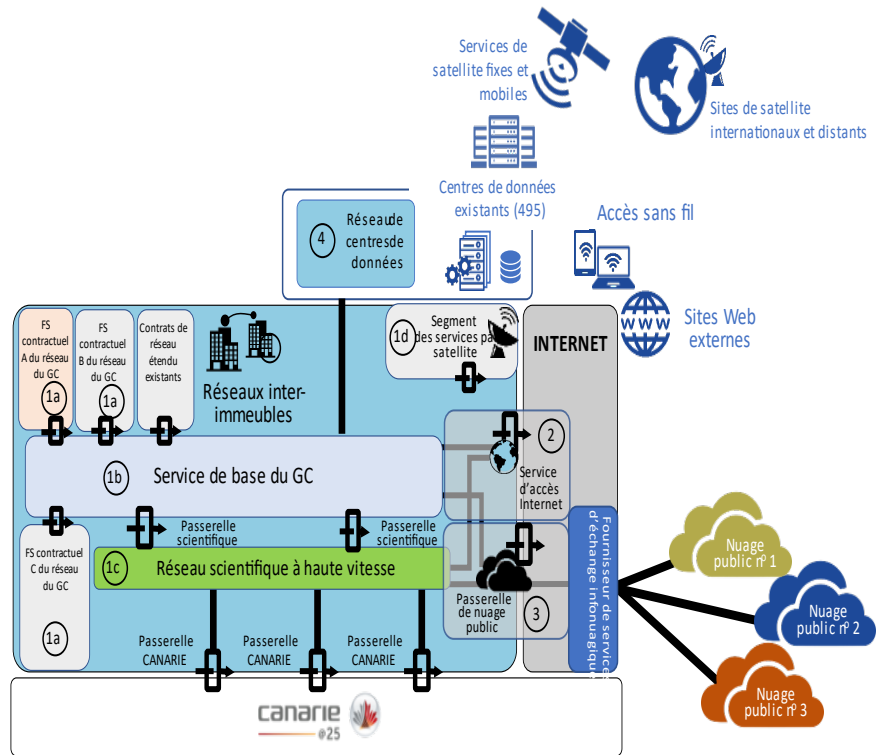 Services de
satellite fixes et
mobiles
Sites de satellite
internationaux et distants
Centres de données
existants (495)
4
Réseau de
centres de
données
Accès sans fil
WWW
Sites Web
externes
FS
contractuel
A du réseau
du GC
1a
FS
contractuel
B du réseau
du GC
1a
Contrats de
réseau
étendu
existants
Réseaux inter-
immeubles
1d
Segment
des services pa
satellite
INTERNET
1b
Service de base du GC
2
Service
d'accès
Internet
Passerelle
scientifique
Passerelle
scientifique
FS
contractuel
C du réseau
du GC
1a
1c
Réseau scientifique à haute vitesse
Passerelle
de nuage
public
3
Fournisseur de service
d'échange infonuagique
Nuage
public nº 1
Nuage
public nº 2
Nuage
public nº 3
Passerelle
CANARIE
Passerelle
CANARIE
Passerelle
CANARIE
canarie
@25